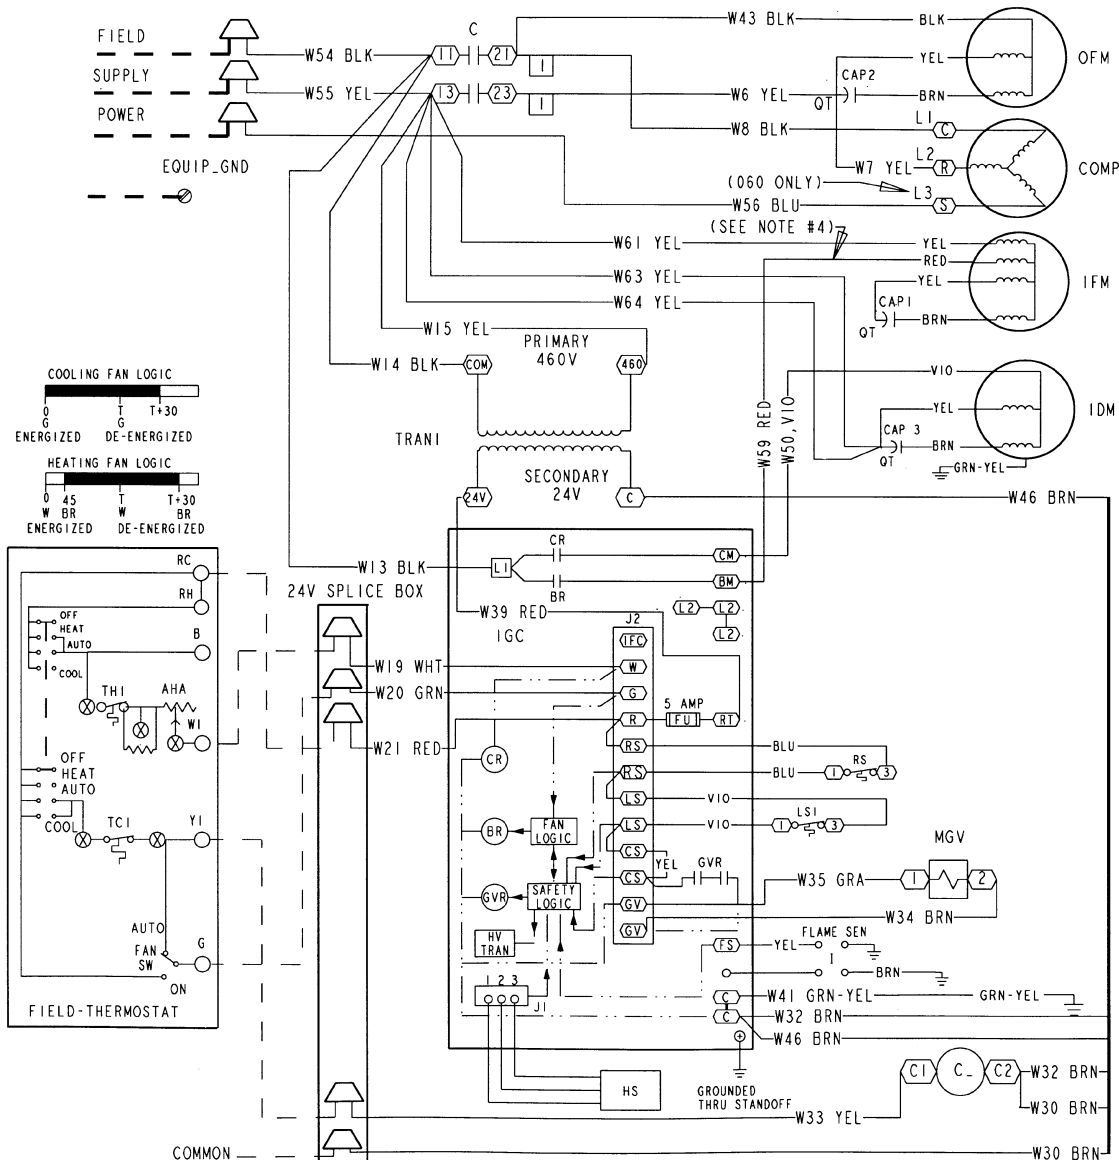 FIELD
SUPPLY
POWER
EQUIP_GND
W54 BLK
W55 YEL
C
11
21
13
23
1
1
W43 BLK
BLK
YEL
CAP2
QT
BRN
OFM
W6 YEL
W8 BLK
L1
C
W7 YEL
L2
R
COMP
(060 ONLY)
L3
W56 BLU
S
(SEE NOTE #4)
W61 YEL
YEL
RED
W63 YEL
YEL
IFM
W64 YEL
CAP1
QT
BRN
W15 YEL
PRIMARY
460V
W14 BLK
COM
460
VIO
YEL
IDM
CAP 3
QT
BRN
GRN-YEL
W59 RED
W50,VIO
TRAN1
SECONDARY
24V
24V
C
W46 BRN
COOLING FAN LOGIC
0 T T+30
G G
ENERGIZED DE-ENERGIZED
HEATING FAN LOGIC
0 45 T T+30
W BR W BR
ENERGIZED DE-ENERGIZED
RC
RH
OFF
HEAT
AUTO
B
COOL
TH1
AHA
W1
OFF
HEAT
AUTO
COOL
TC1
Y1
AUTO
FAN
SW
G
ON
FIELD-THERMOSTAT
24V SPLICE BOX
W13 BLK
L1
CR
CM
BR
BM
W39 RED
IGC
L2
L2
L2
J2
IFC
W19 WHT
W
W20 GRN
G
5 AMP
R
FU
RT
W21 RED
CR
RS
BLU
RS
BLU
1
RS
3
LS
VIO
LS
VIO
1
LS1
3
BR
FAN
LOGIC
CS
YEL
GVR
CS
MGV
W35 GRA
1
2
GVR
SAFETY
LOGIC
GV
W34 BRN
GV
HV
TRAN
FS
YEL
FLAME SEN
I
BRN
1 2 3
J1
C
W41 GRN-YEL
GRN-YEL
C
W32 BRN
W46 BRN
HS
GROUNDED
THRU STANDOFF
C1
C_
C2
W32 BRN
W30 BRN
W33 YEL
COMMON
W30 BRN